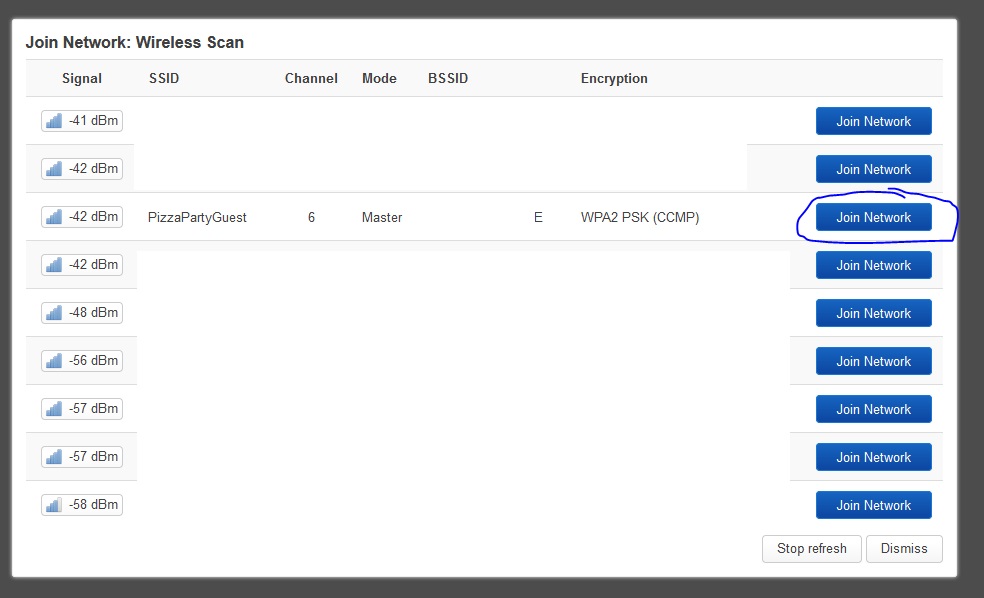 Join Network: Wireless Scan
Signal SSID Channel Mode BSSID Encryption
-41 dBm Join Network
-42 dBm Join Network
-42 dBm PizzaPartyGuest 6 Master E WPA2 PSK (CCMP) Join Network
-42 dBm Join Network
-48 dBm Join Network
-56 dBm Join Network
-57 dBm Join Network
-57 dBm Join Network
-58 dBm Join Network
Stop refresh Dismiss